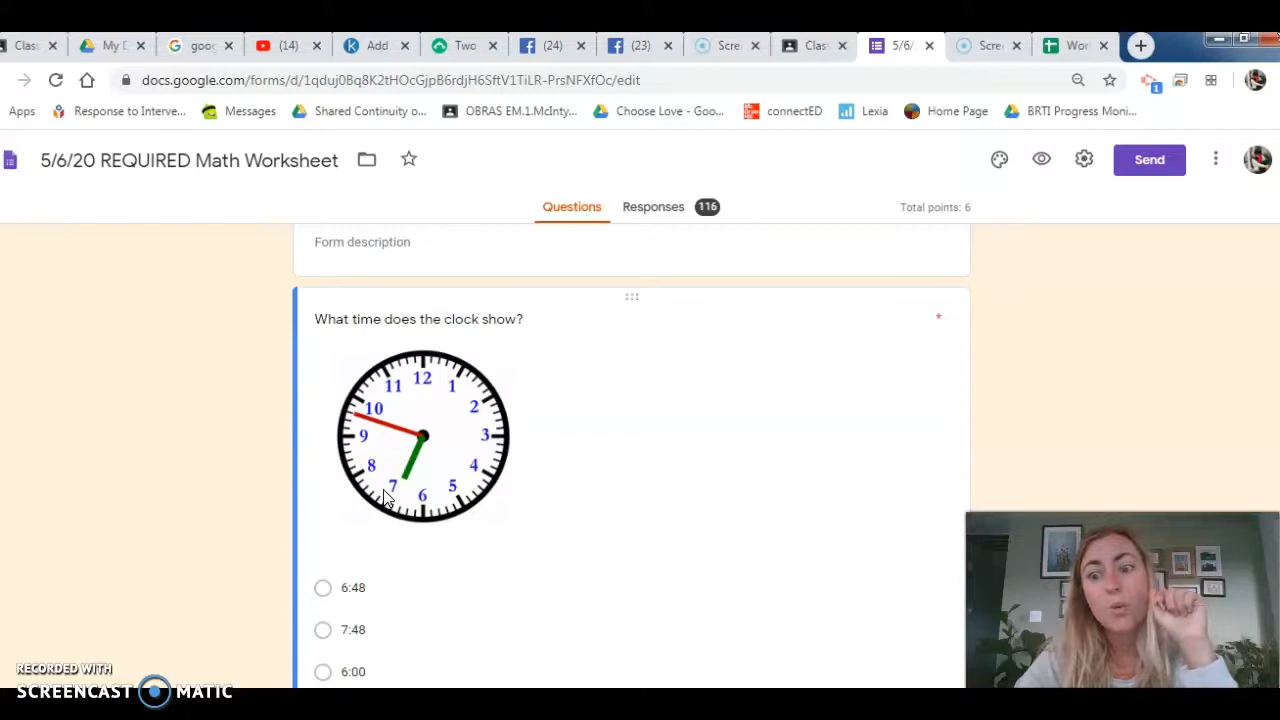 Clas
My D
goog
(14)
Add
Two
(24)
(23)
Scre
Class
5/6/
Scre
Wor
docs.google.com/forms/d/1qduj0Bq8K2tHOcGjpB6rdjH6SftV1TiLR-PrsNFXfOc/edit
1
Apps
Response to Interve...
Messages
Shared Continuity o...
OBRAS EM.1.McInty...
Choose Love - Goo...
connectED
Lexia
Home Page
BRTI Progress Moni...
5/6/20 REQUIRED Math Worksheet
Send
Questions
Responses 116
Total points: 6
Form description
What time does the clock show?
*
12
11
1
10
2
9
3
8
4
7
5
6
6:48
7:48
6:00
RECORDED WITH
SCREENCAST MATIC